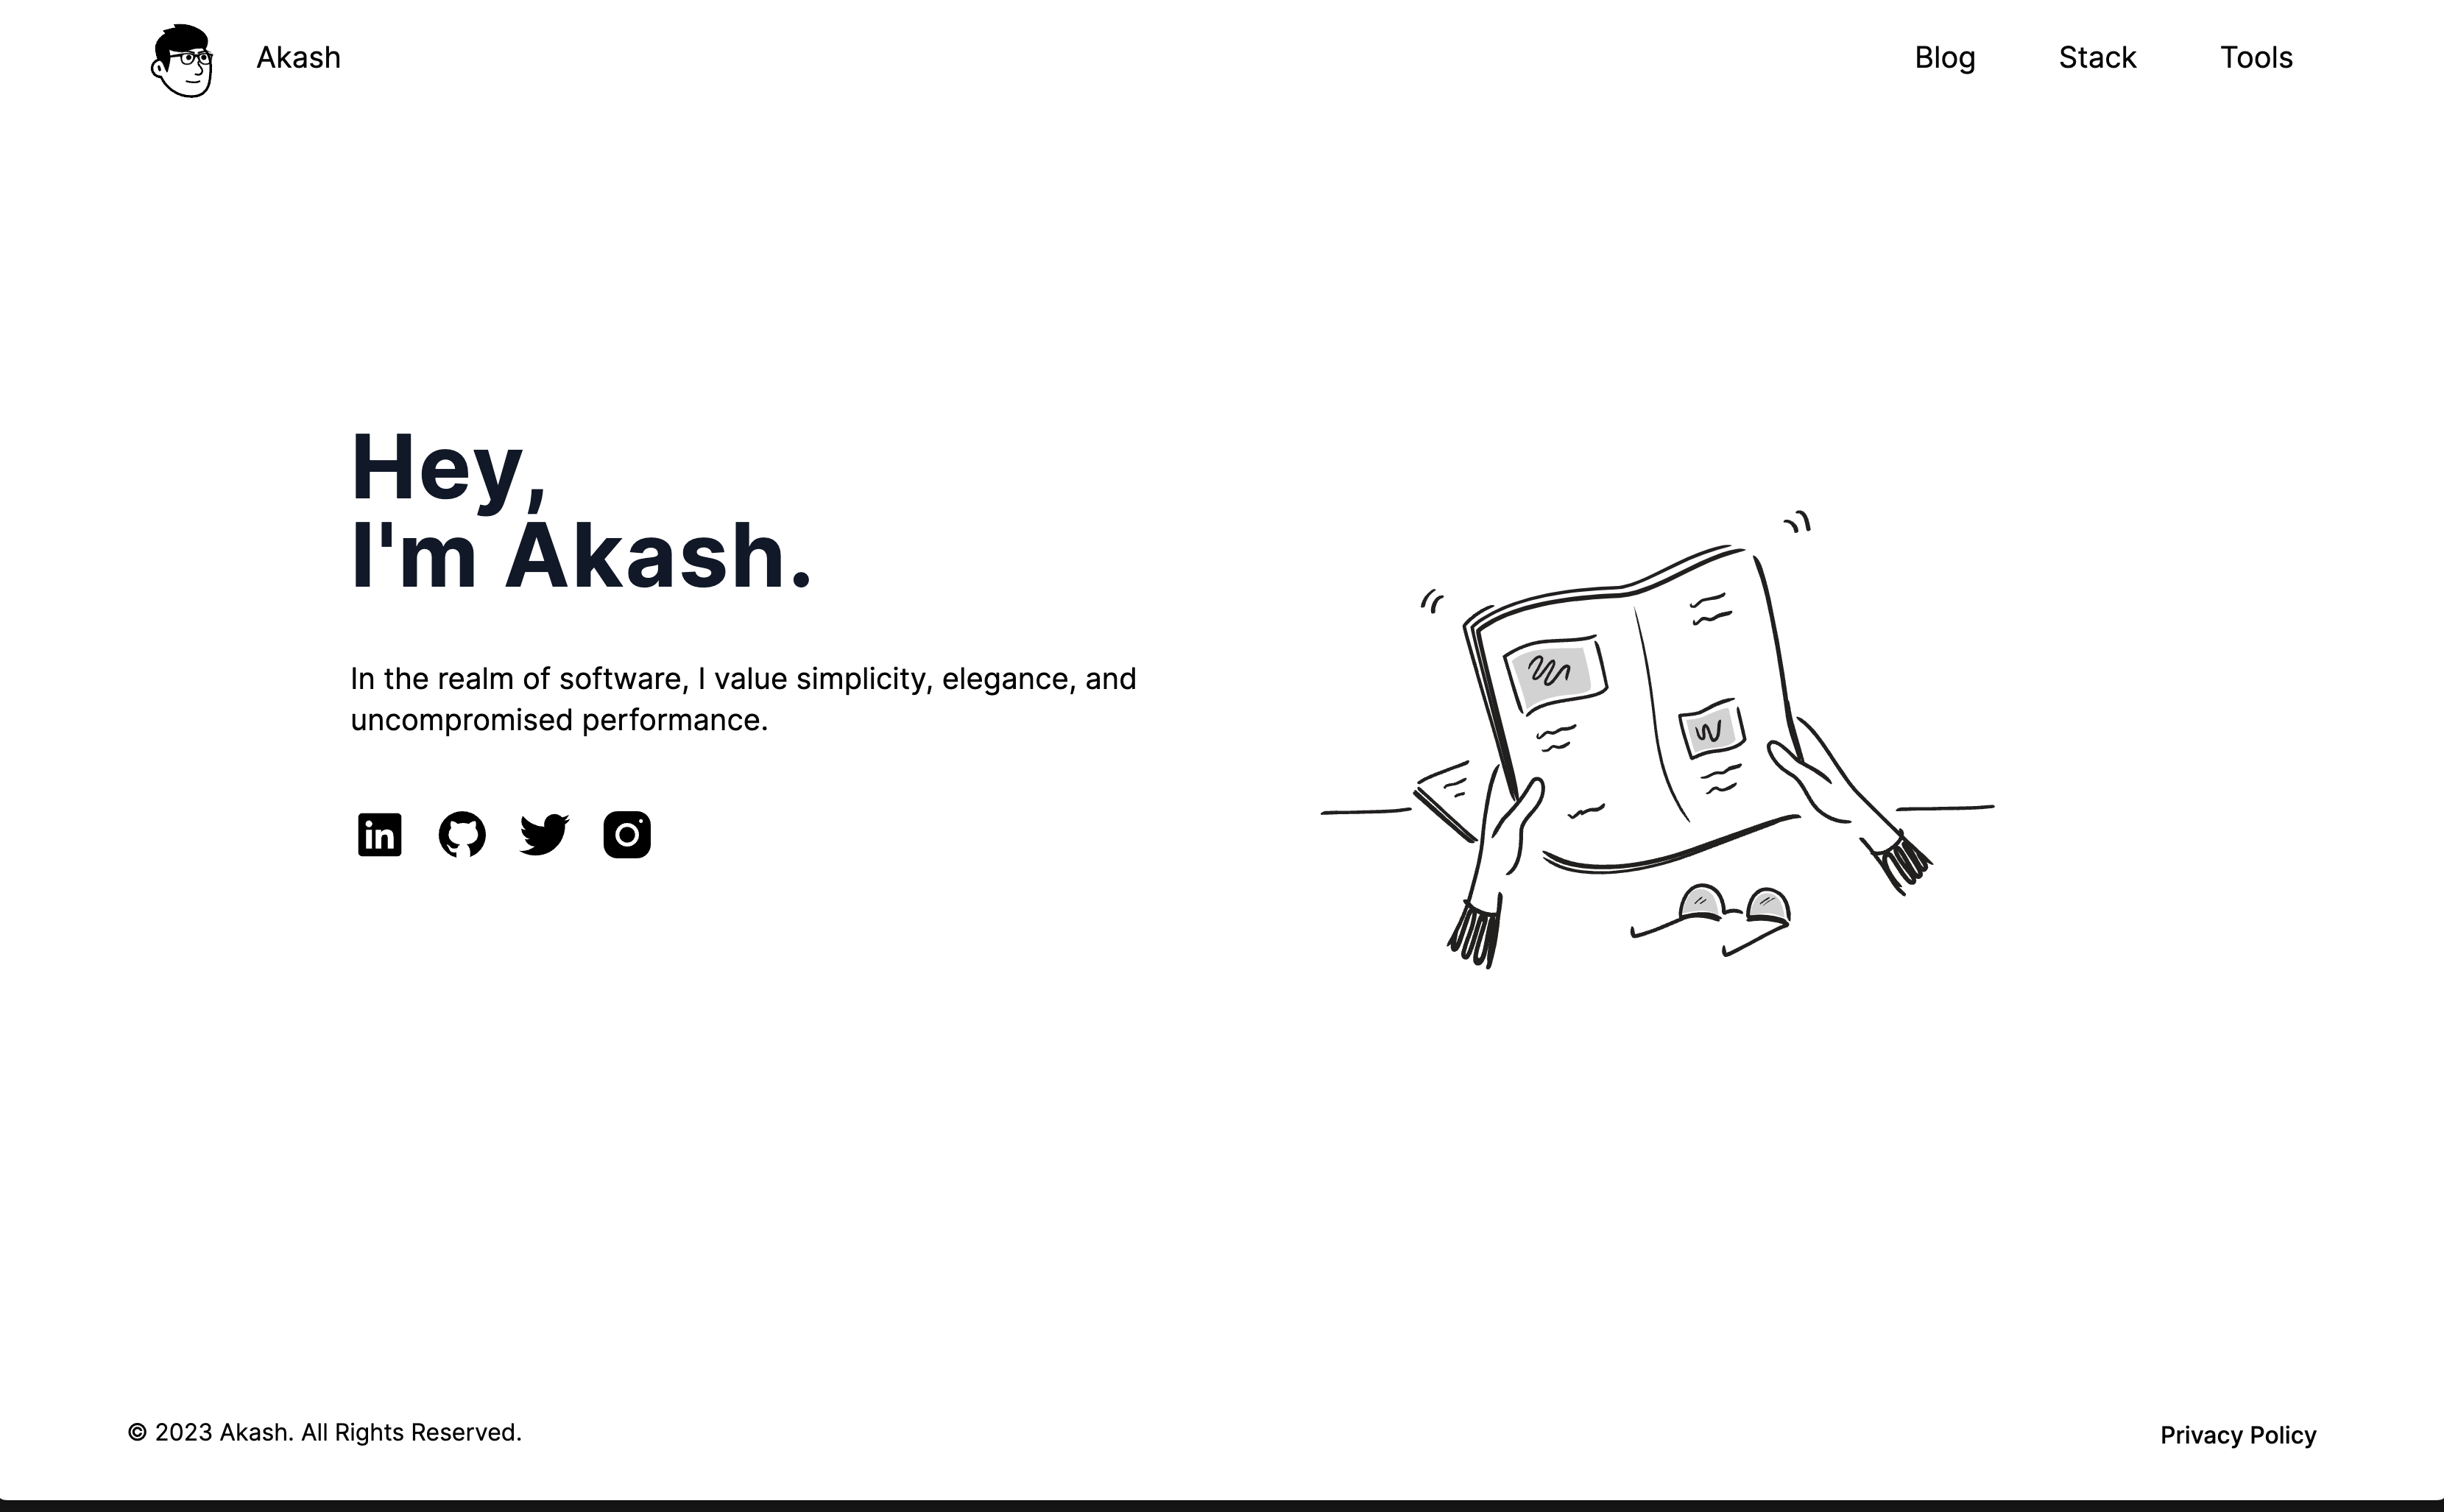 Akash
Blog
Stack
Tools
Hey,
I'm Akash.
In the realm of software, I value simplicity, elegance, and
uncompromised performance.
in
© 2023 Akash. All Rights Reserved.
Privacy Policy